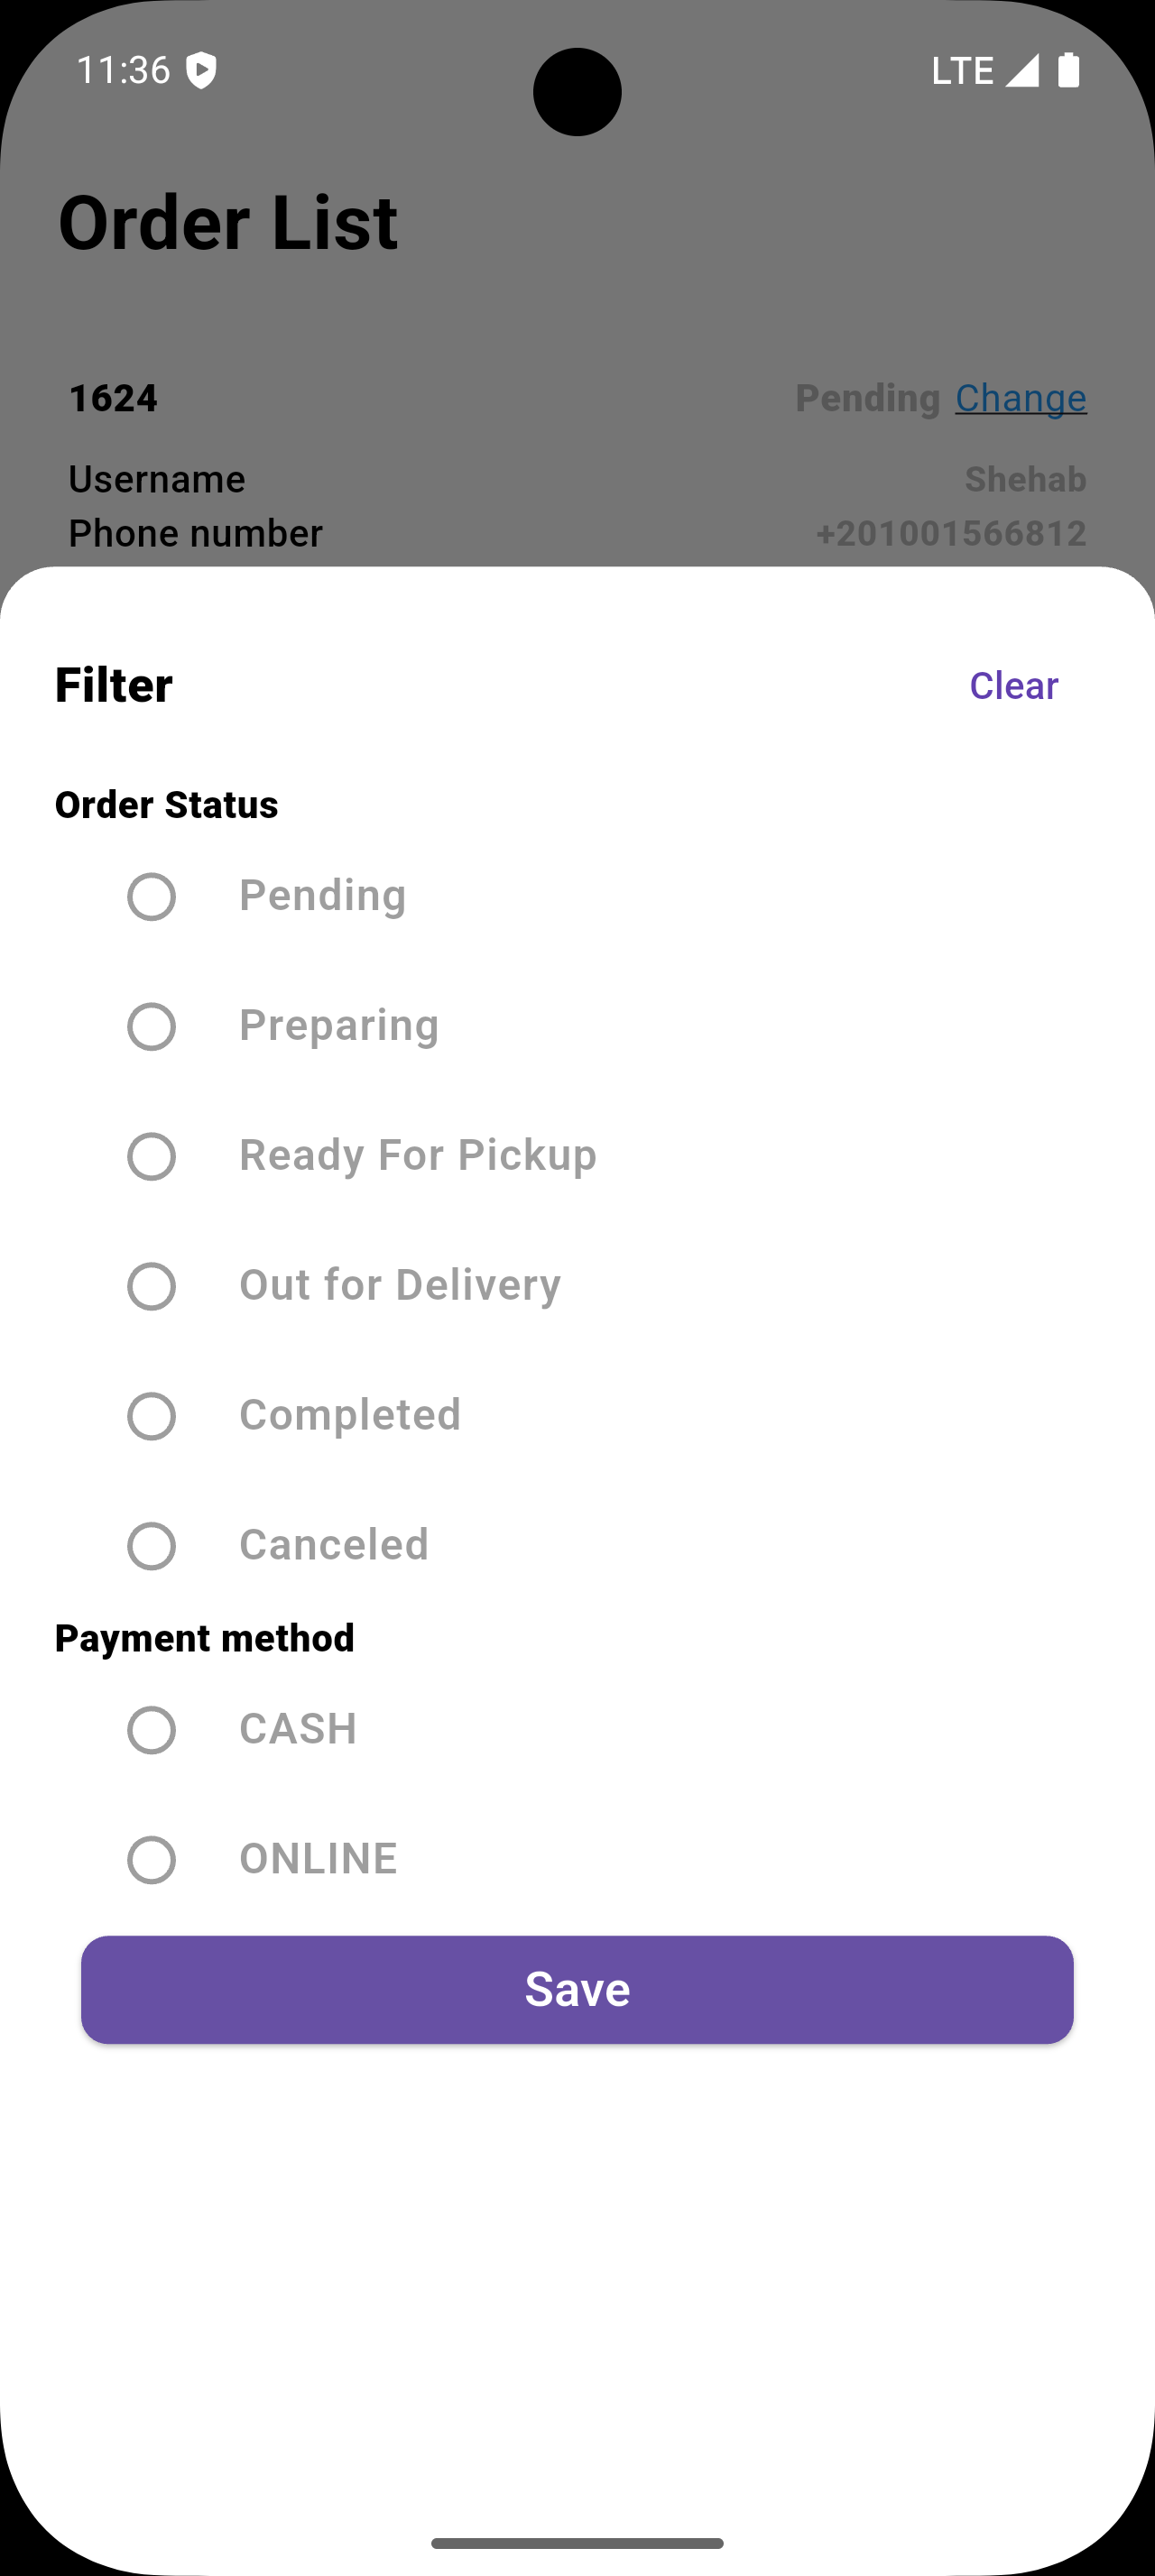 11:36 LTE
Order List
1624 Pending Change
Username Shehab
Phone number +201001566812
Filter Clear
Order Status
Pending
Preparing
Ready For Pickup
Out for Delivery
Completed
Canceled
Payment method
CASH
ONLINE
Save